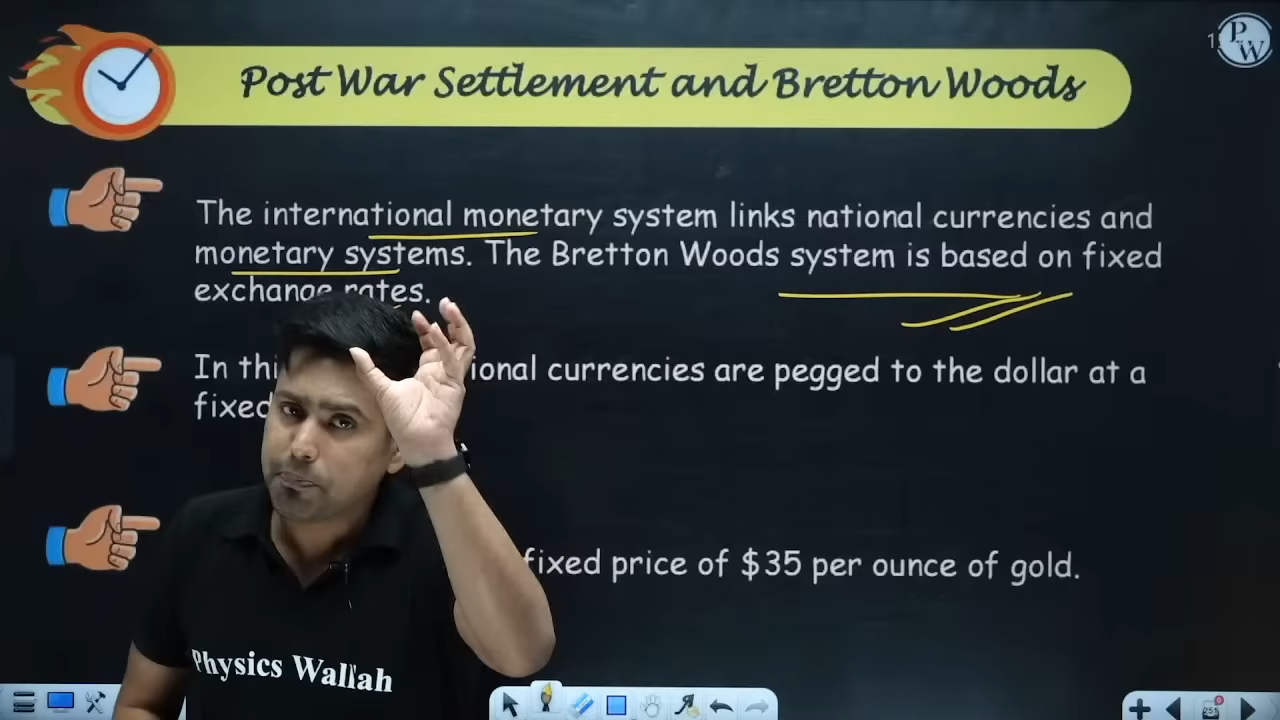 Post War Settlement and Bretton Woods
P
W
The international monetary system links national currencies and
monetary systems. The Bretton Woods system is based on fixed
exchange rates.
In thi ional currencies are pegged to the dollar at a
fixed
fixed price of $35 per ounce of gold.
Physics Wallah
251